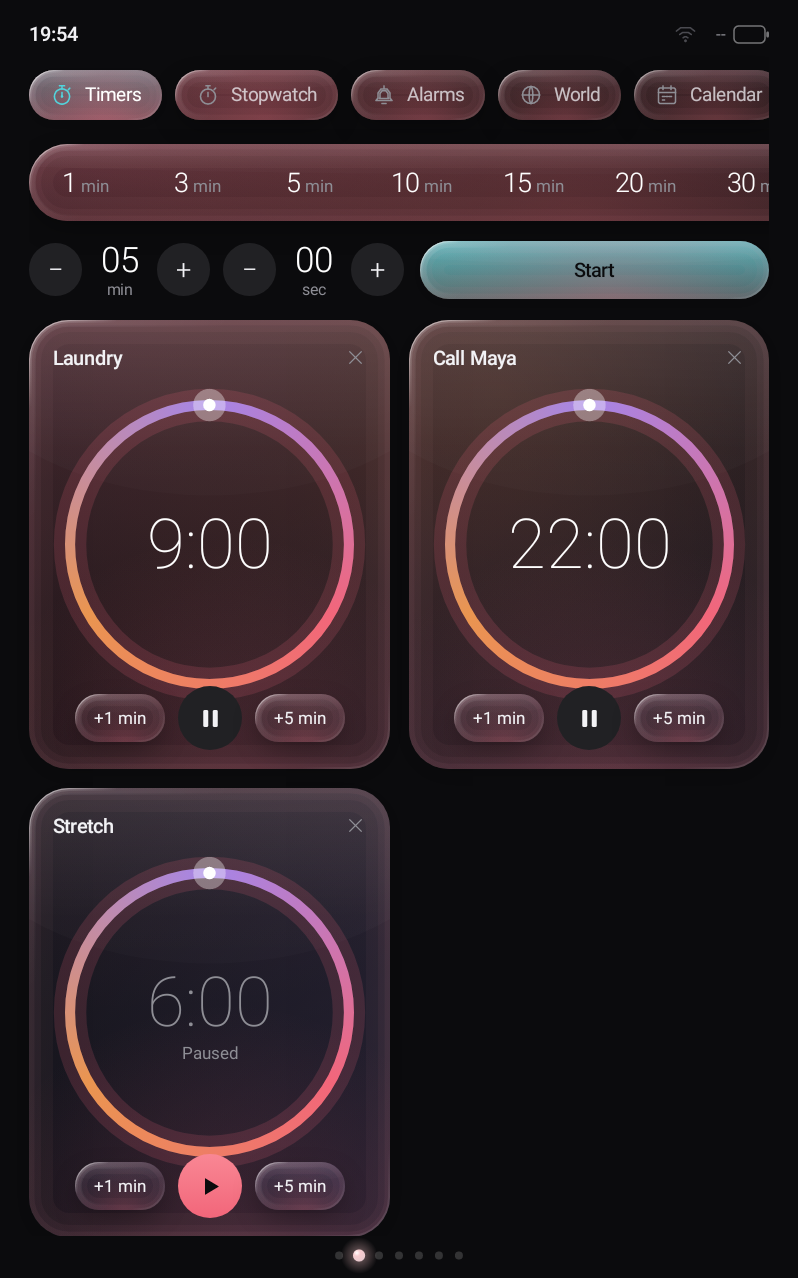 19:54
--
Timers Stopwatch Alarms World Calendar
1 min 3 min 5 min 10 min 15 min 20 min 30 m
− 05 + − 00 + Start
min sec
Laundry
9:00
+1 min +5 min
Call Maya
22:00
+1 min +5 min
Stretch
6:00
Paused
+1 min +5 min